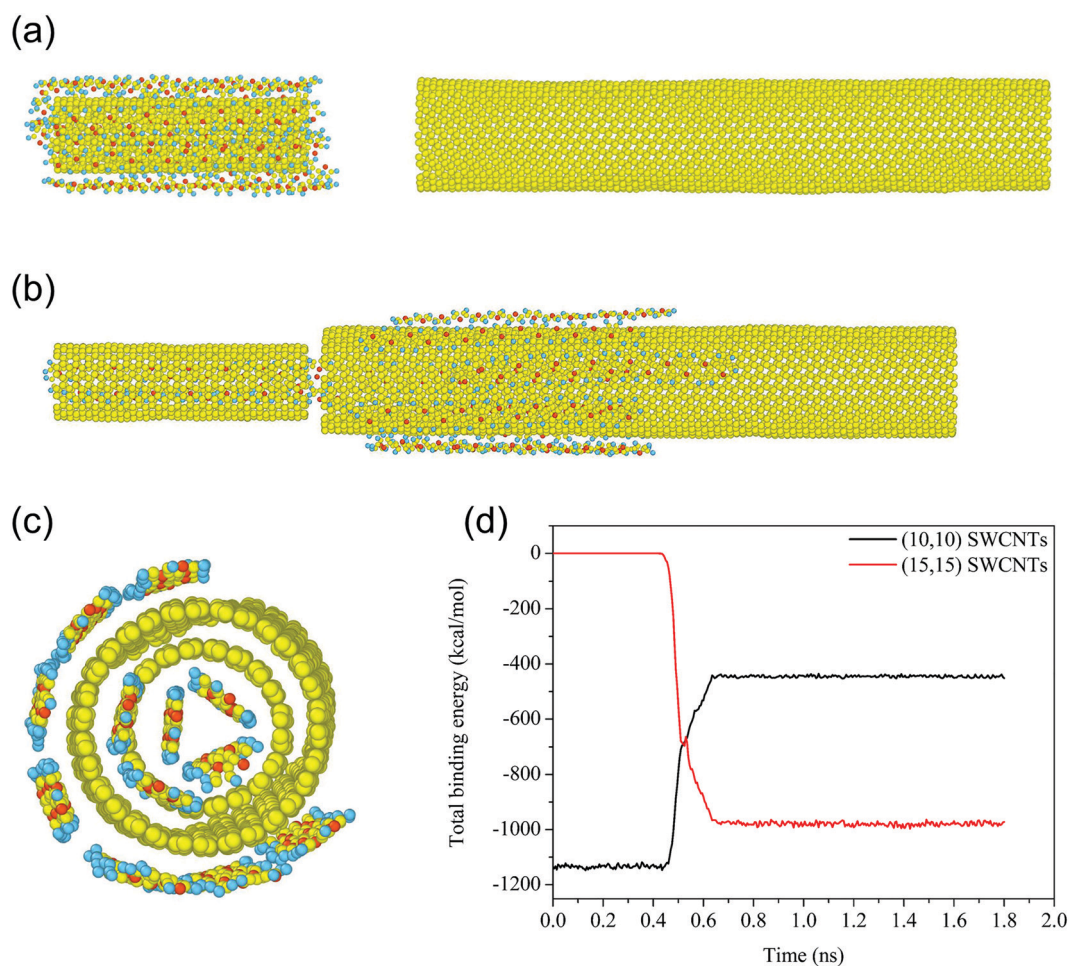 (a)
(b)
(c)
(d)
(10,10) SWCNTs
(15,15) SWCNTs
Total binding energy (kcal/mol)
0
-200
-400
-600
-800
-1000
-1200
0.0 0.2 0.4 0.6 0.8 1.0 1.2 1.4 1.6 1.8 2.0
Time (ns)